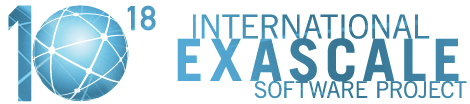 10^18
INTERNATIONAL
EXASCALE
SOFTWARE PROJECT